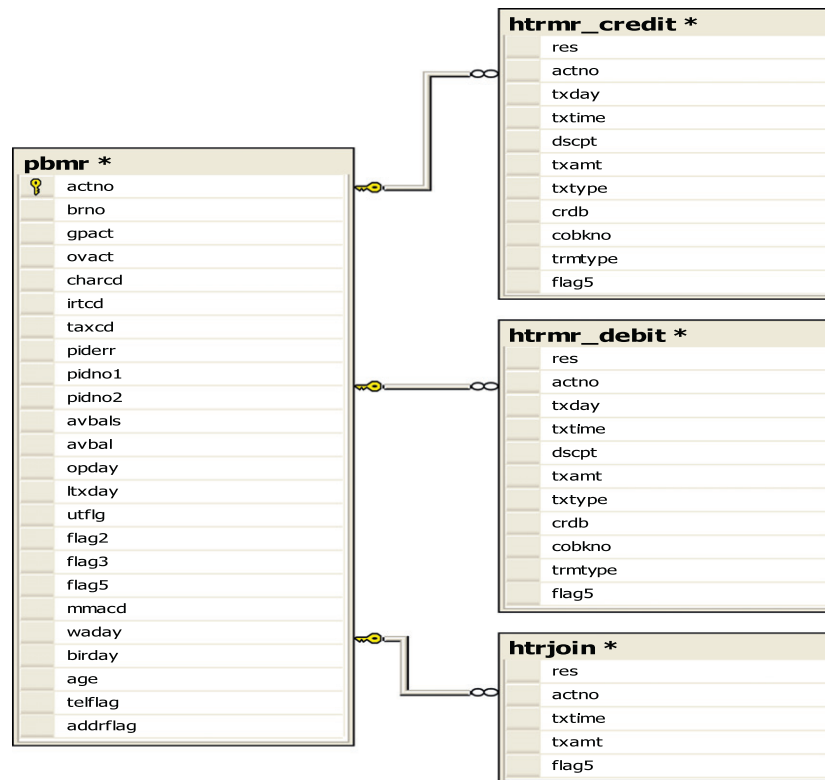 pbmr *
actno
brno
gpact
ovact
charcd
irtcd
taxcd
piderr
pidno1
pidno2
avbals
avbal
opday
ltxday
utflg
flag2
flag3
flag5
mmacd
waday
birday
age
telflag
addrflag
htrmr_credit *
res
actno
txday
txtime
dscpt
txamt
txtype
crdb
cobkno
trmtype
flag5
htrmr_debit *
res
actno
txday
txtime
dscpt
txamt
txtype
crdb
cobkno
trmtype
flag5
htrjoin *
res
actno
txtime
txamt
flag5